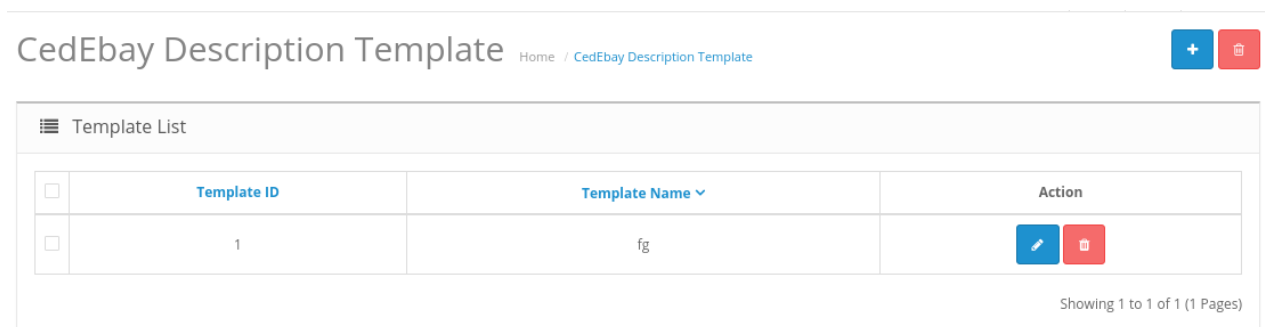 CedEbay Description Template Home / CedEbay Description Template
Template List
Template ID Template Name Action
1 fg
Showing 1 to 1 of 1 (1 Pages)